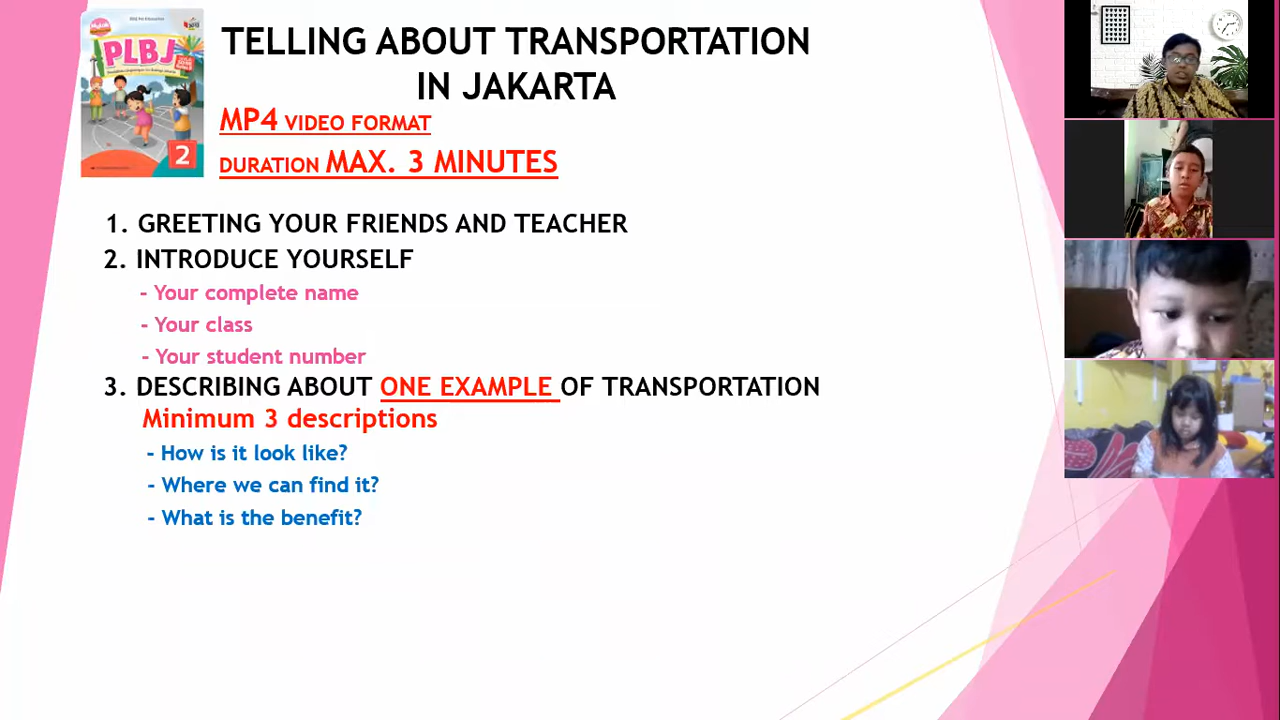 PLBJ
2
TELLING ABOUT TRANSPORTATION
IN JAKARTA
MP4 VIDEO FORMAT
DURATION MAX. 3 MINUTES
1. GREETING YOUR FRIENDS AND TEACHER
2. INTRODUCE YOURSELF
- Your complete name
- Your class
- Your student number
3. DESCRIBING ABOUT ONE EXAMPLE OF TRANSPORTATION
Minimum 3 descriptions
- How is it look like?
- Where we can find it?
- What is the benefit?